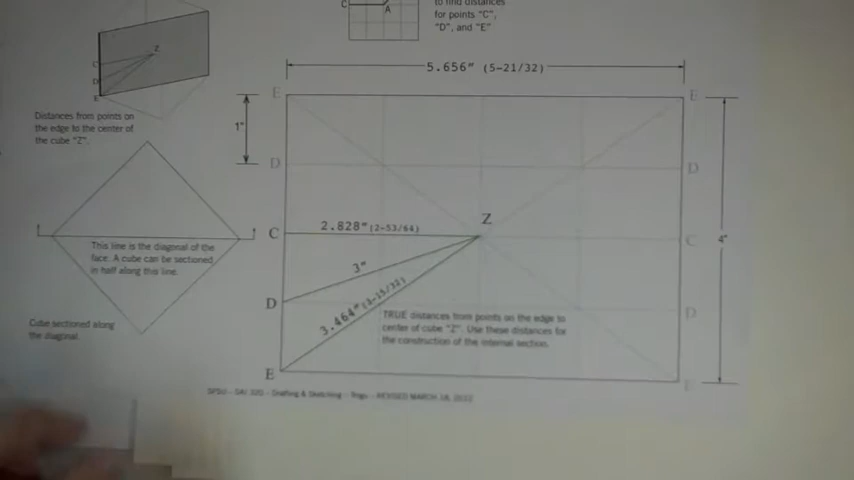 to find distances
for points "C",
"D", and "E"
C
A
Z
C
D
E
Distances from points on
the edge to the center of
the cube "Z".
5.656" (5-21/32)
E
E
1"
D
D
C
2.828" (2-53/64)
Z
C
4"
3"
D
3.464" (3-15/32)
D
E
E
TRUE distances from points on the edge to
center of cube "Z". Use these distances for
the construction of the internal section.
This line is the diagonal of the
face. A cube can be sectioned
in half along this line.
Cube sectioned along
the diagonal.
Drafting & Sketching
REVISED MARCH